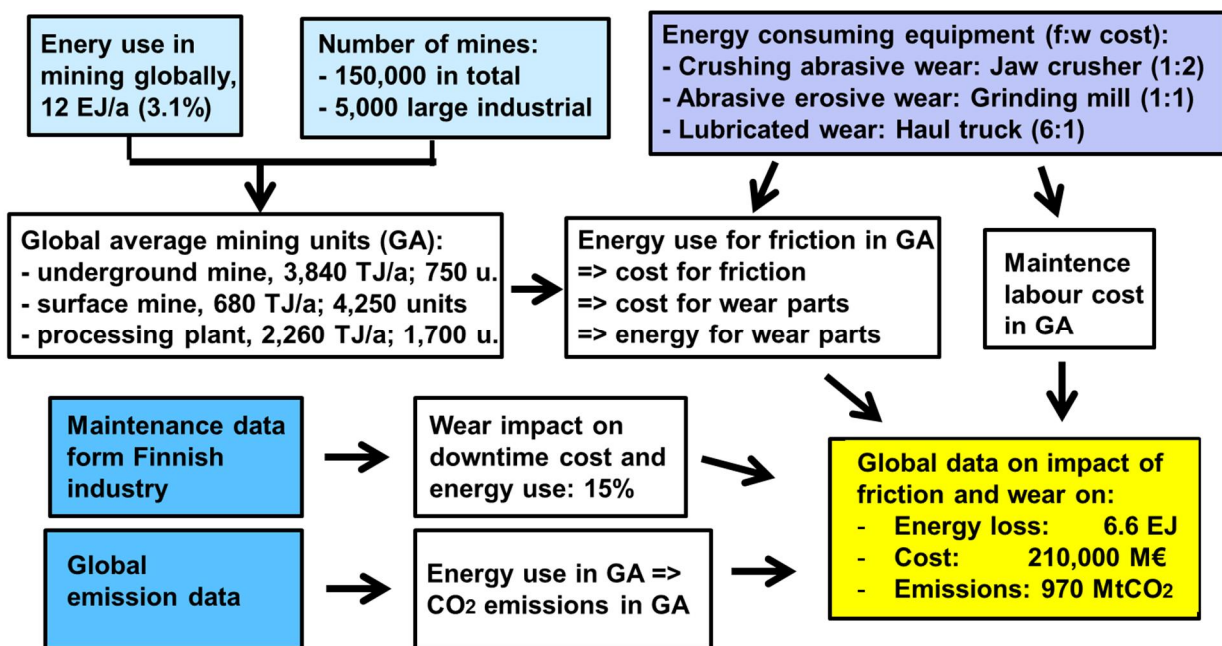 Enery use in
mining globally,
12 EJ/a (3.1%)
Number of mines:
- 150,000 in total
- 5,000 large industrial
Energy consuming equipment (f:w cost):
- Crushing abrasive wear: Jaw crusher (1:2)
- Abrasive erosive wear: Grinding mill (1:1)
- Lubricated wear: Haul truck (6:1)
Global average mining units (GA):
- underground mine, 3,840 TJ/a; 750 u.
- surface mine, 680 TJ/a; 4,250 units
- processing plant, 2,260 TJ/a; 1,700 u.
Energy use for friction in GA
=> cost for friction
=> cost for wear parts
=> energy for wear parts
Maintence
labour cost
in GA
Maintenance data
form Finnish
industry
Wear impact on
downtime cost and
energy use: 15%
Global data on impact of
friction and wear on:
- Energy loss: 6.6 EJ
- Cost: 210,000 M€
- Emissions: 970 MtCO2
Global
emission data
Energy use in GA =>
CO2 emissions in GA